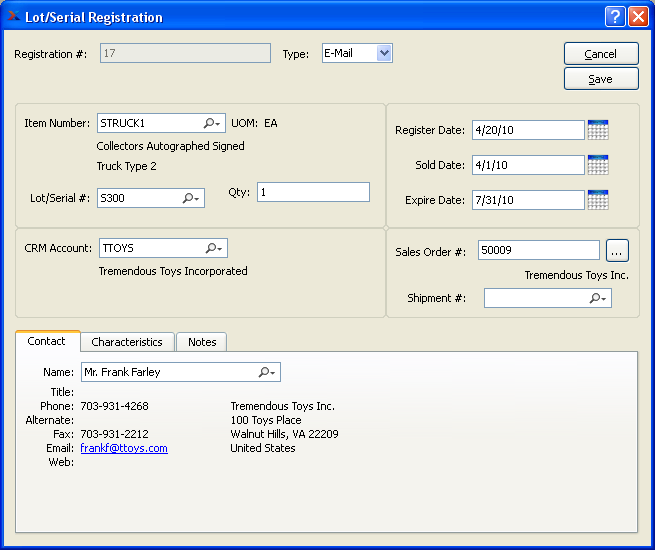 Lot/Serial Registration
Registration #: 17 Type: E-Mail
Cancel
Save
Item Number: STRUCK1 UOM: EA
Collectors Autographed Signed
Truck Type 2
Lot/Serial #: S300 Qty: 1
Register Date: 4/20/10
Sold Date: 4/1/10
Expire Date: 7/31/10
CRM Account: TTOYS
Tremendous Toys Incorporated
Sales Order #: 50009 ...
Tremendous Toys Inc.
Shipment #:
Contact Characteristics Notes
Name: Mr. Frank Farley
Title:
Phone: 703-931-4268 Tremendous Toys Inc.
Alternate: 100 Toys Place
Fax: 703-931-2212 Walnut Hills, VA 22209
Email: frankf@ttoys.com United States
Web: